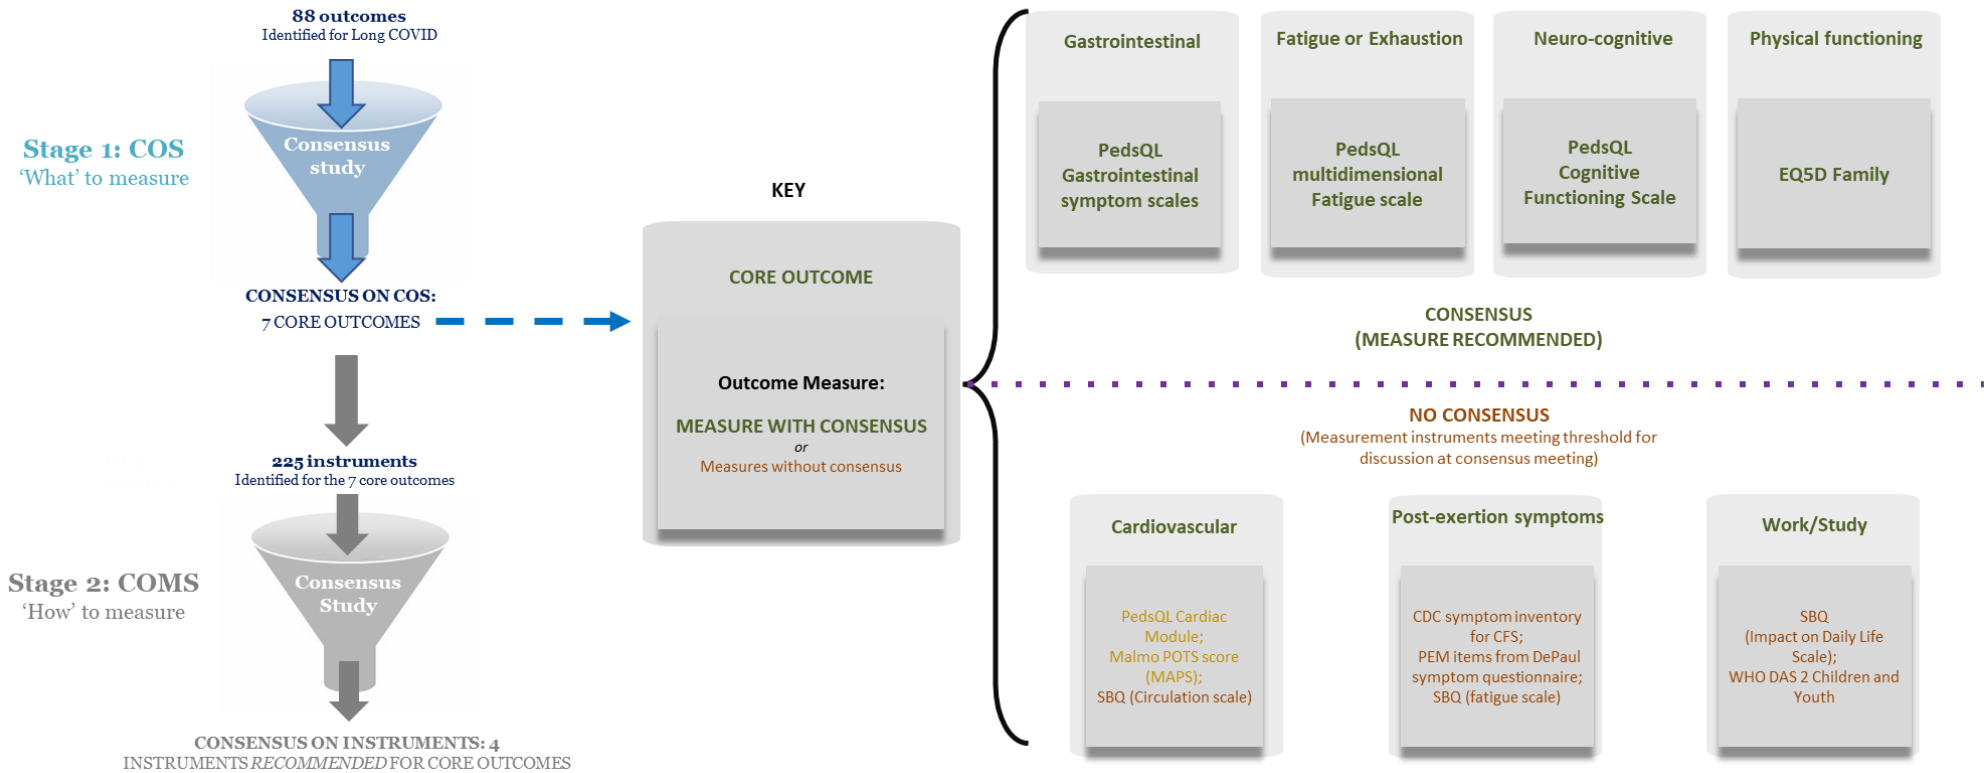 88 outcomes
Identified for Long COVID
Consensus
study
Stage 1: COS
‘What’ to measure
CONSENSUS ON COS:
7 CORE OUTCOMES
225 instruments
Identified for the 7 core outcomes
Consensus
Study
Stage 2: COMS
‘How’ to measure
CONSENSUS ON INSTRUMENTS: 4
INSTRUMENTS RECOMMENDED FOR CORE OUTCOMES
KEY
CORE OUTCOME
Outcome Measure:
MEASURE WITH CONSENSUS
or
Measures without consensus
Gastrointestinal
PedsQL
Gastrointestinal
symptom scales
Fatigue or Exhaustion
PedsQL
multidimensional
Fatigue scale
Neuro-cognitive
PedsQL
Cognitive
Functioning Scale
Physical functioning
EQ5D Family
CONSENSUS
(MEASURE RECOMMENDED)
NO CONSENSUS
(Measurement instruments meeting threshold for
discussion at consensus meeting)
Cardiovascular
PedsQL Cardiac
Module;
Malmo POTS score
(MAPS);
SBQ (Circulation scale)
Post-exertion symptoms
CDC symptom inventory
for CFS;
PEM items from DePaul
symptom questionnaire;
SBQ (fatigue scale)
Work/Study
SBQ
(Impact on Daily Life
Scale);
WHO DAS 2 Children and
Youth